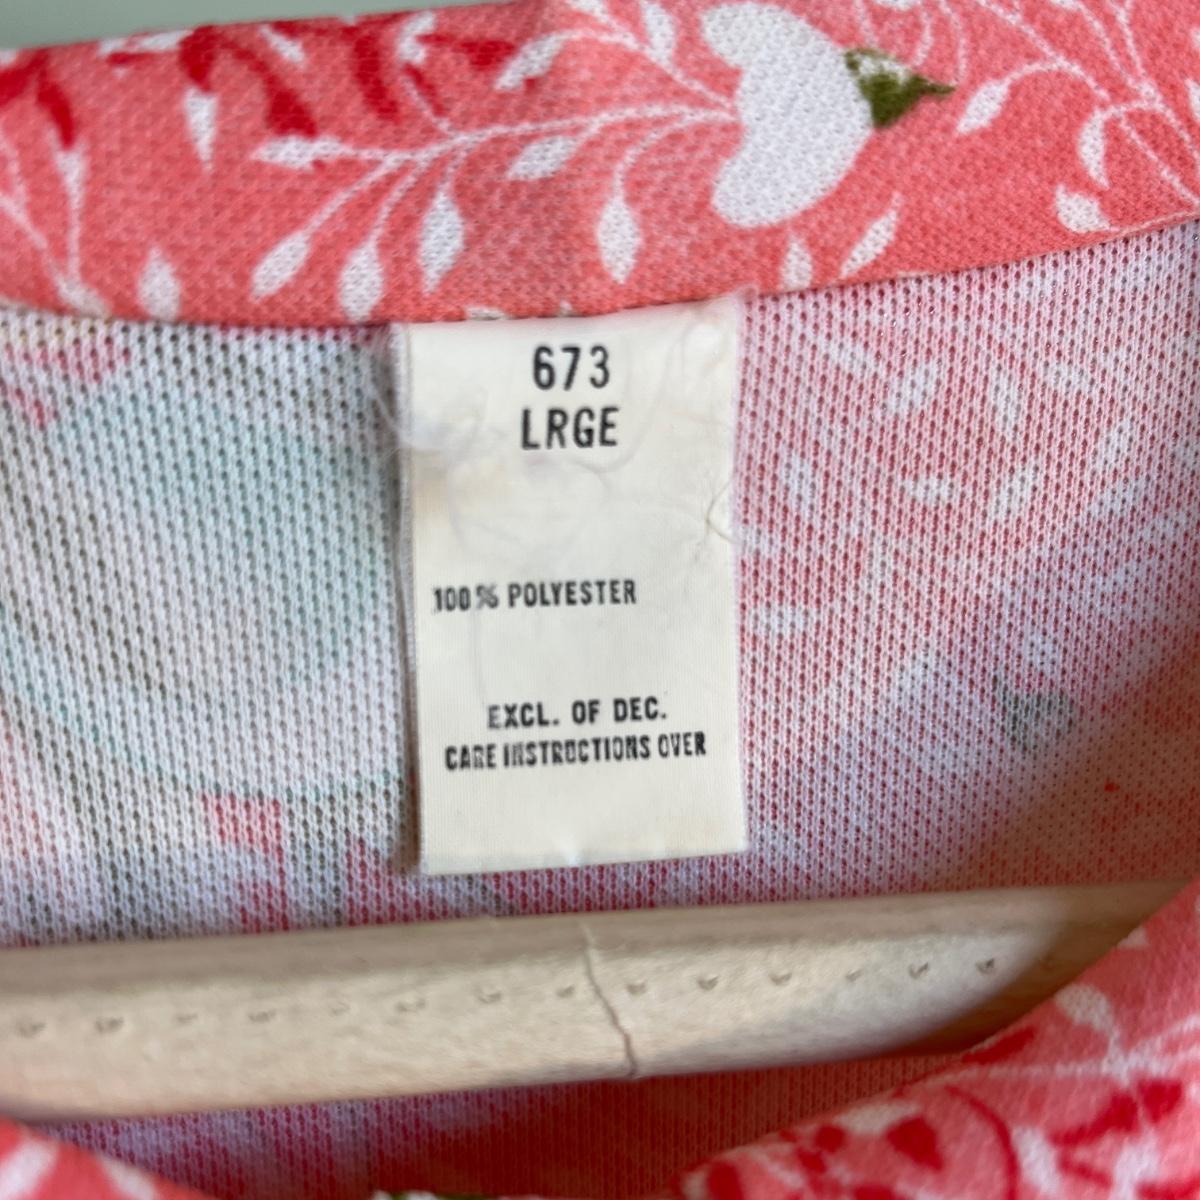 673
LRGE
100% POLYESTER
EXCL. OF DEC.
CARE INSTRUCTIONS OVER